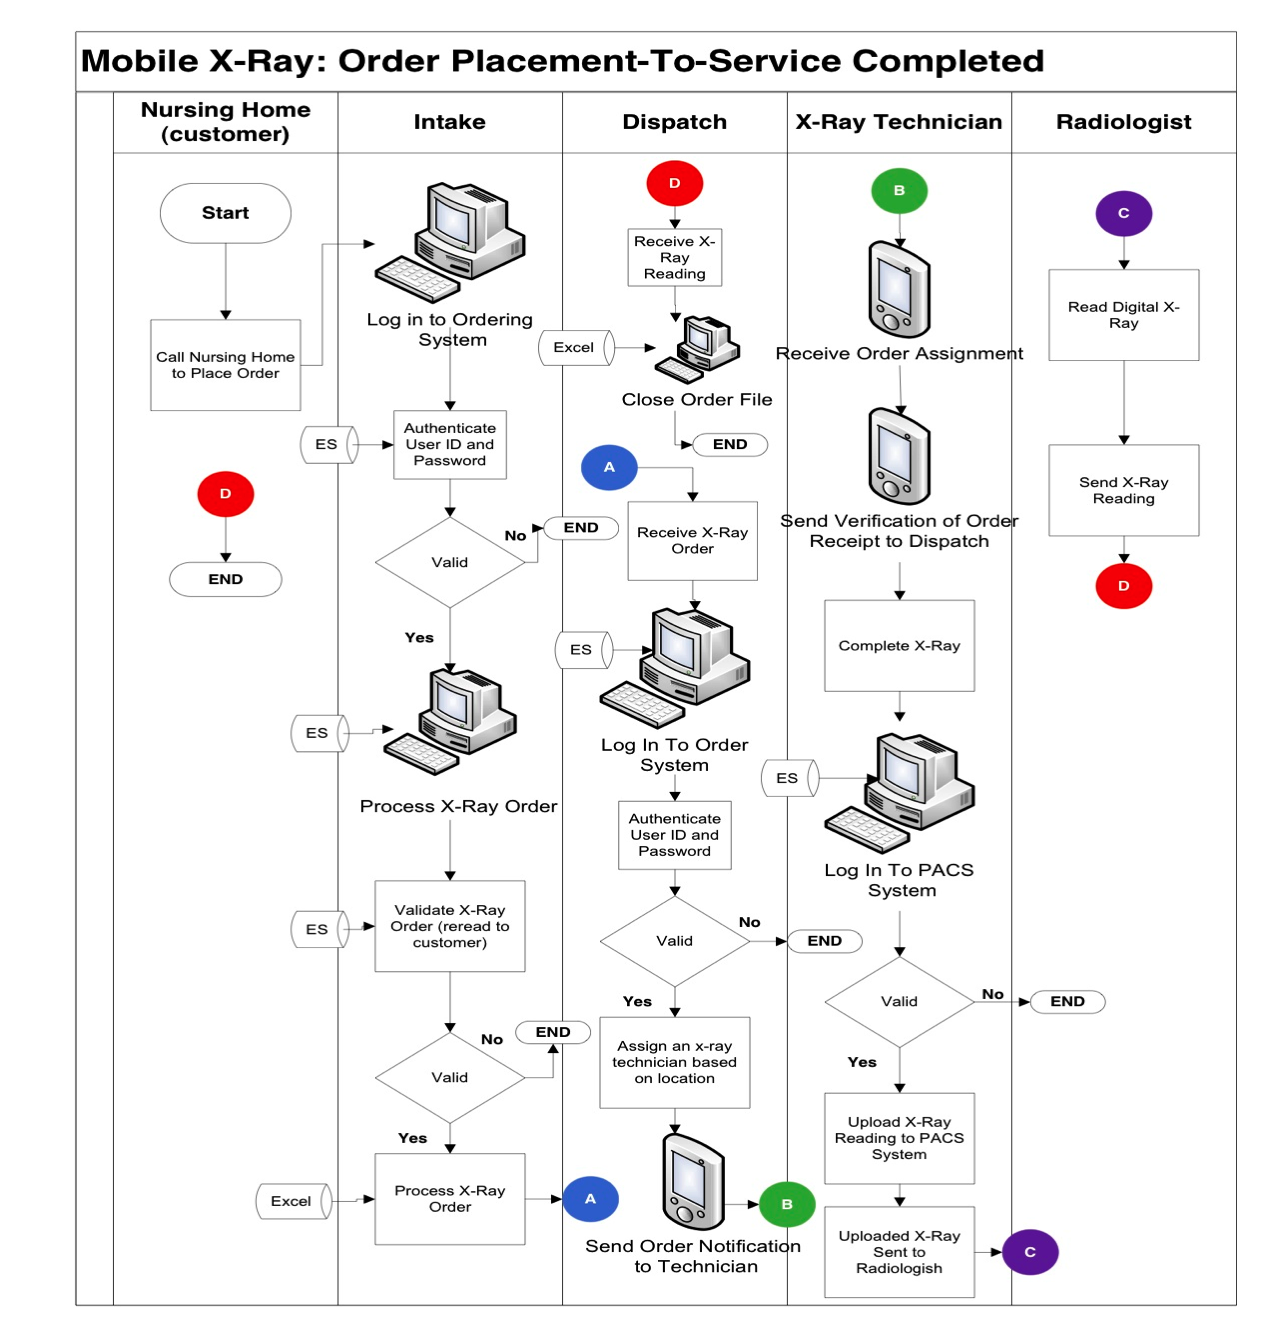 Mobile X-Ray: Order Placement-To-Service Completed
Nursing Home
(customer)
Intake
Dispatch
X-Ray Technician
Radiologist
Start
Call Nursing Home
to Place Order
D
END
Log in to Ordering
System
ES
Authenticate
User ID and
Password
Valid
No
END
Yes
ES
Process X-Ray Order
ES
Validate X-Ray
Order (reread to
customer)
Valid
No
END
Yes
Excel
Process X-Ray
Order
A
D
Receive X-
Ray
Reading
Excel
Close Order File
END
A
Receive X-Ray
Order
ES
Log In To Order
System
Authenticate
User ID and
Password
Valid
No
END
Yes
Assign an x-ray
technician based
on location
Send Order Notification
to Technician
B
B
Receive Order Assignment
Send Verification of Order
Receipt to Dispatch
Complete X-Ray
ES
Log In To PACS
System
Valid
No
END
Yes
Upload X-Ray
Reading to PACS
System
Uploaded X-Ray
Sent to
Radiologish
C
C
Read Digital X-
Ray
Send X-Ray
Reading
D